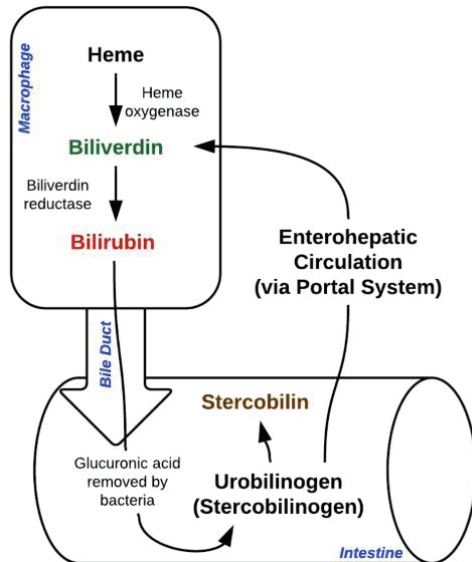 Macrophage
Heme
Heme
oxygenase
Biliverdin
Biliverdin
reductase
Bilirubin
Enterohepatic
Circulation
(via Portal System)
Bile Duct
Stercobilin
Glucuronic acid
removed by
bacteria
Urobilinogen
(Stercobilinogen)
Intestine